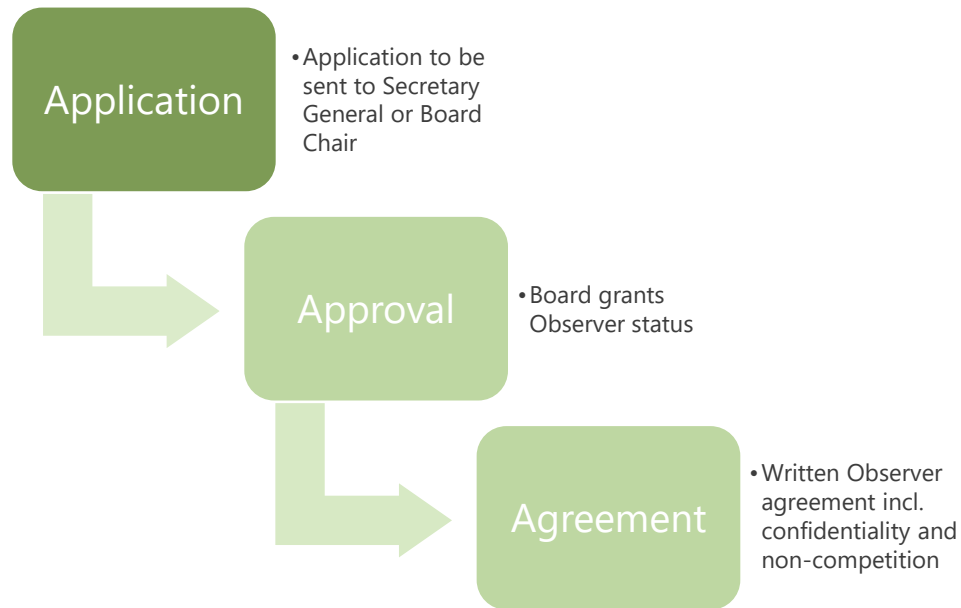 Application
•Application to be
sent to Secretary
General or Board
Chair
Approval
•Board grants
Observer status
Agreement
•Written Observer
agreement incl.
confidentiality and
non-competition